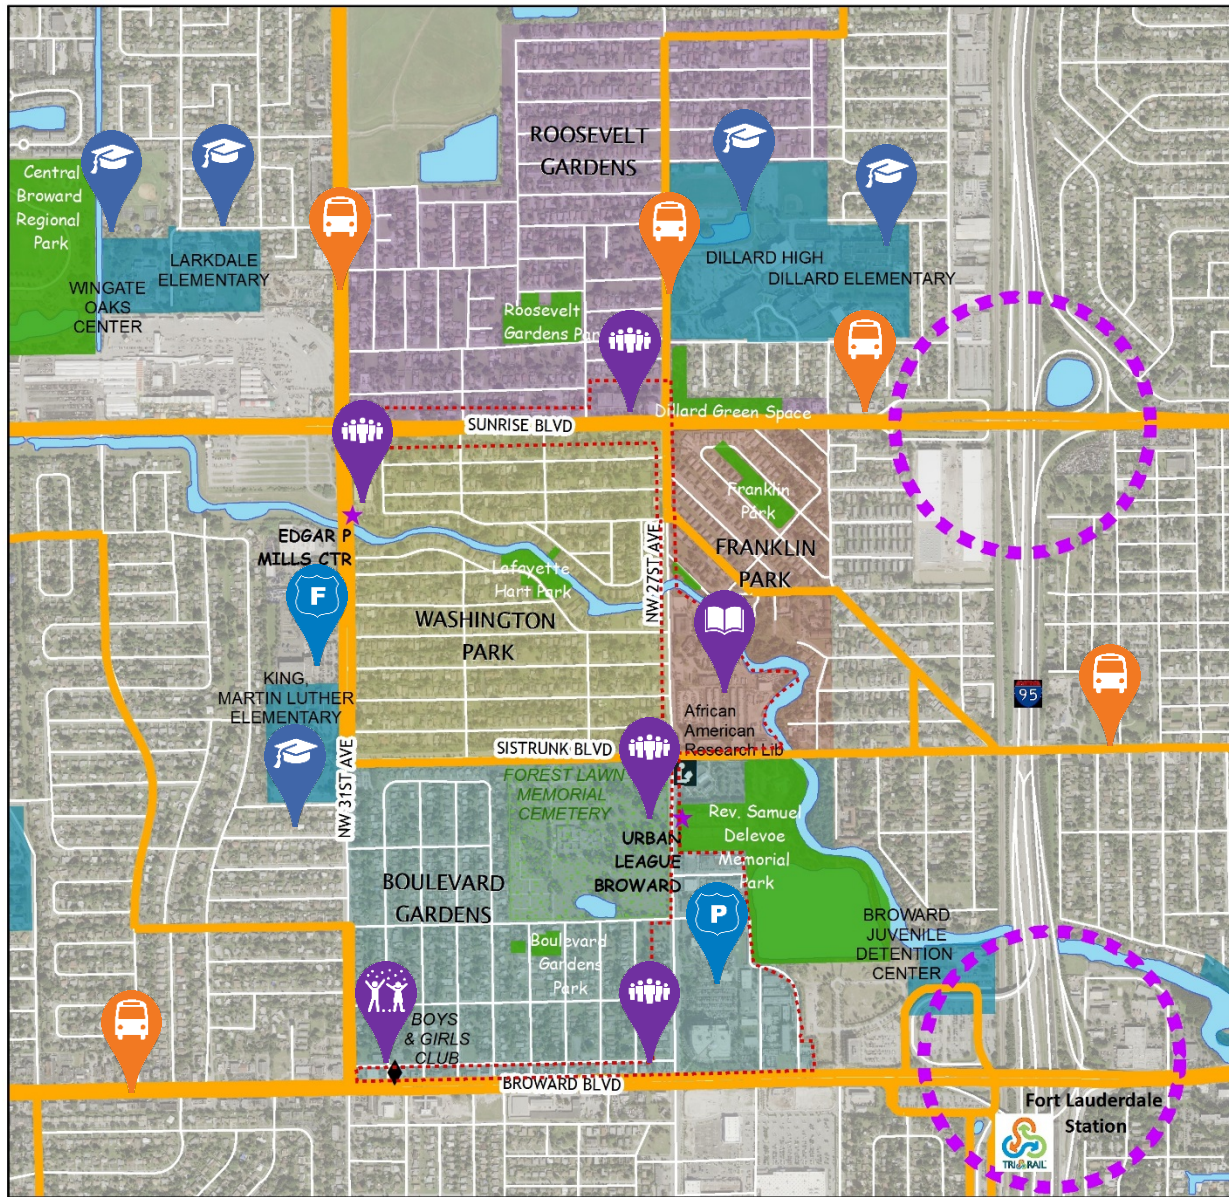 ROOSEVELT
GARDENS
Central
Broward
Regional
Park
LARKDALE
ELEMENTARY
WINGATE
OAKS
CENTER
DILLARD HIGH
DILLARD ELEMENTARY
Roosevelt
Gardens Par
Dillard Green Space
SUNRISE BLVD
Franklin
Park
EDGAR P
MILLS CTR
FRANKLIN
PARK
Lafayette
Hart Park
NW 27ST AVE
F
WASHINGTON
PARK
KING,
MARTIN LUTHER
ELEMENTARY
95
African
American
Research Lib
SISTRUNK BLVD
NW 31ST AVE
FOREST LAWN
MEMORIAL
CEMETERY
Rev. Samuel
Delevoe
Memorial
Park
URBAN
LEAGUE
BROWARD
BOULEVARD
GARDENS
P
BROWARD
JUVENILE
DETENTION
CENTER
Boulevard
Gardens
Park
BOYS
& GIRLS
CLUB
BROWARD BLVD
Fort Lauderdale
Station
TRI RAIL